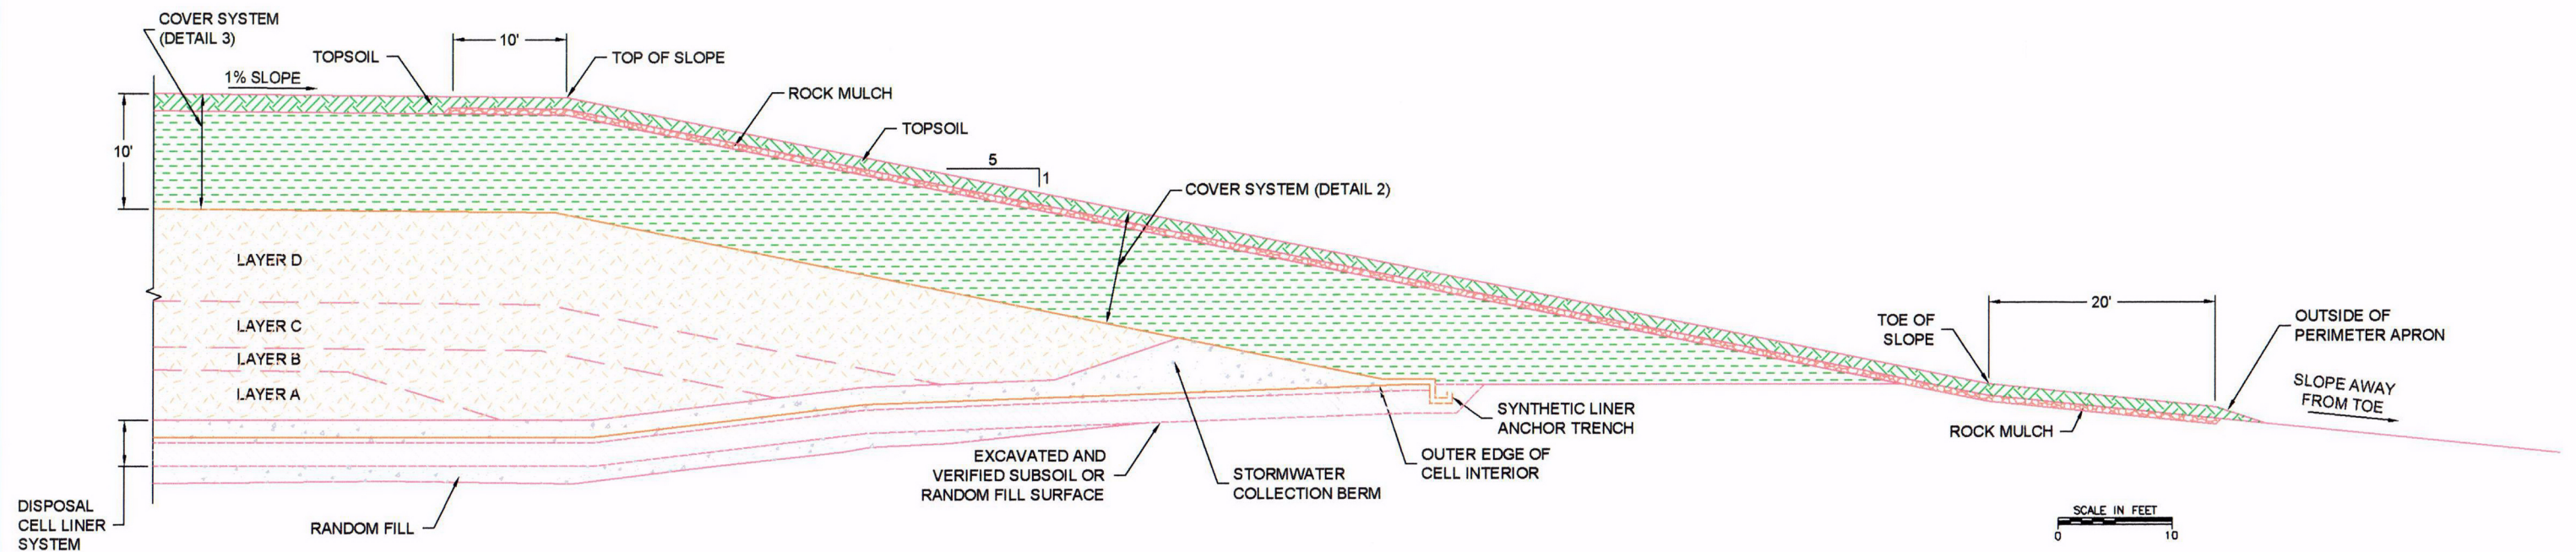 COVER SYSTEM
(DETAIL 3)
TOPSOIL
10'
TOP OF SLOPE
1% SLOPE
ROCK MULCH
TOPSOIL
10'
5
1
COVER SYSTEM (DETAIL 2)
LAYER D
LAYER C
LAYER B
LAYER A
TOE OF
SLOPE
20'
OUTSIDE OF
PERIMETER APRON
SLOPE AWAY
FROM TOE
SYNTHETIC LINER
ANCHOR TRENCH
ROCK MULCH
EXCAVATED AND
VERIFIED SUBSOIL OR
RANDOM FILL SURFACE
STORMWATER
COLLECTION BERM
OUTER EDGE OF
CELL INTERIOR
DISPOSAL
CELL LINER
SYSTEM
RANDOM FILL
SCALE IN FEET
0
10